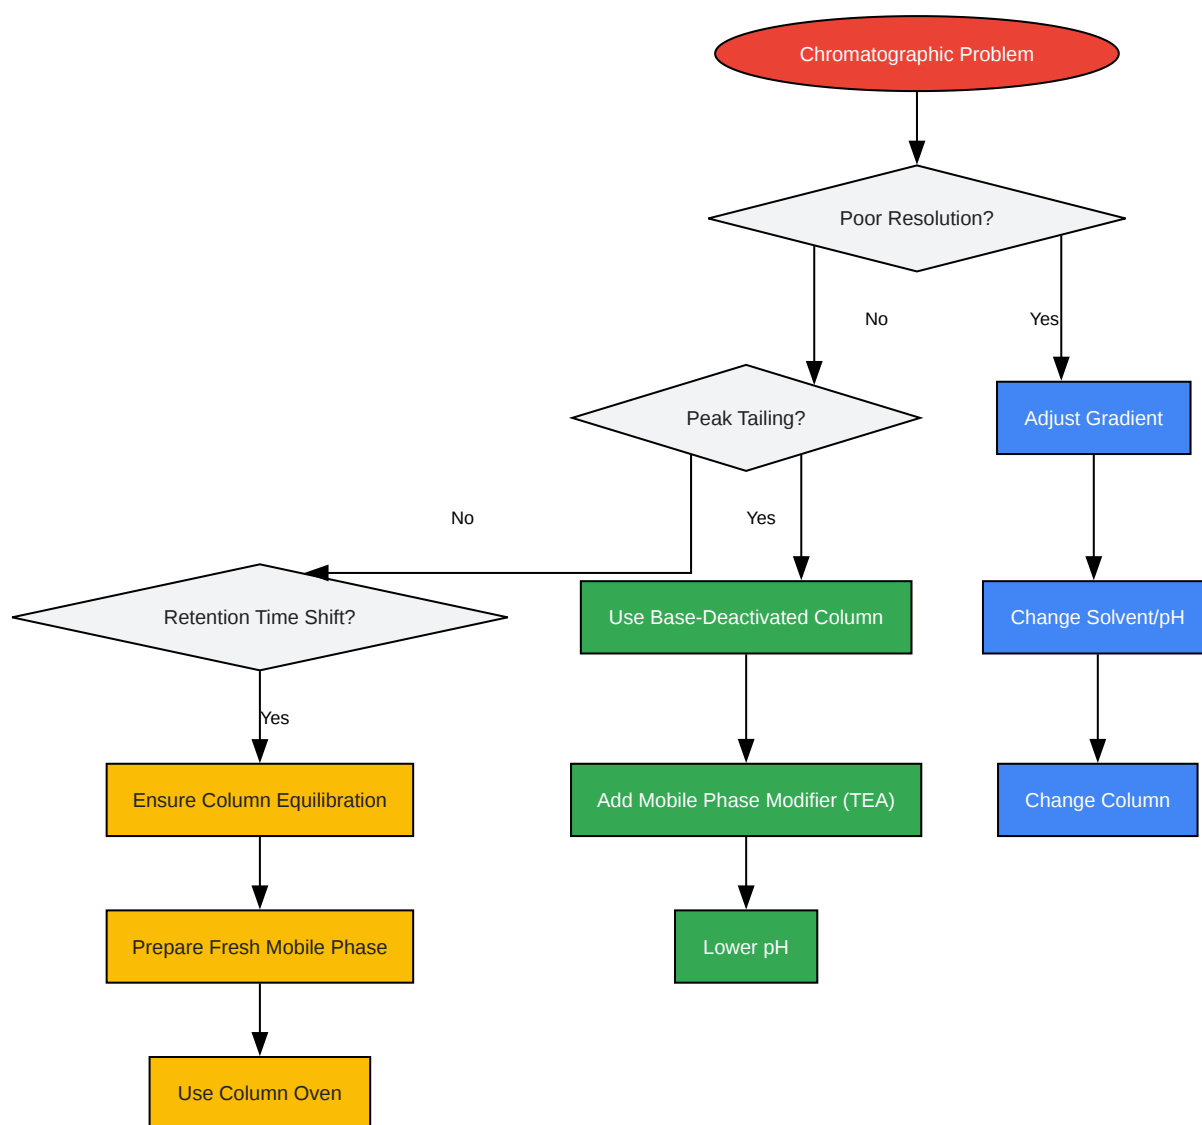 Chromatographic Problem
Poor Resolution?
No
Yes
Peak Tailing?
Adjust Gradient
No
Yes
Retention Time Shift?
Use Base-Deactivated Column
Change Solvent/pH
Yes
Ensure Column Equilibration
Add Mobile Phase Modifier (TEA)
Change Column
Prepare Fresh Mobile Phase
Lower pH
Use Column Oven